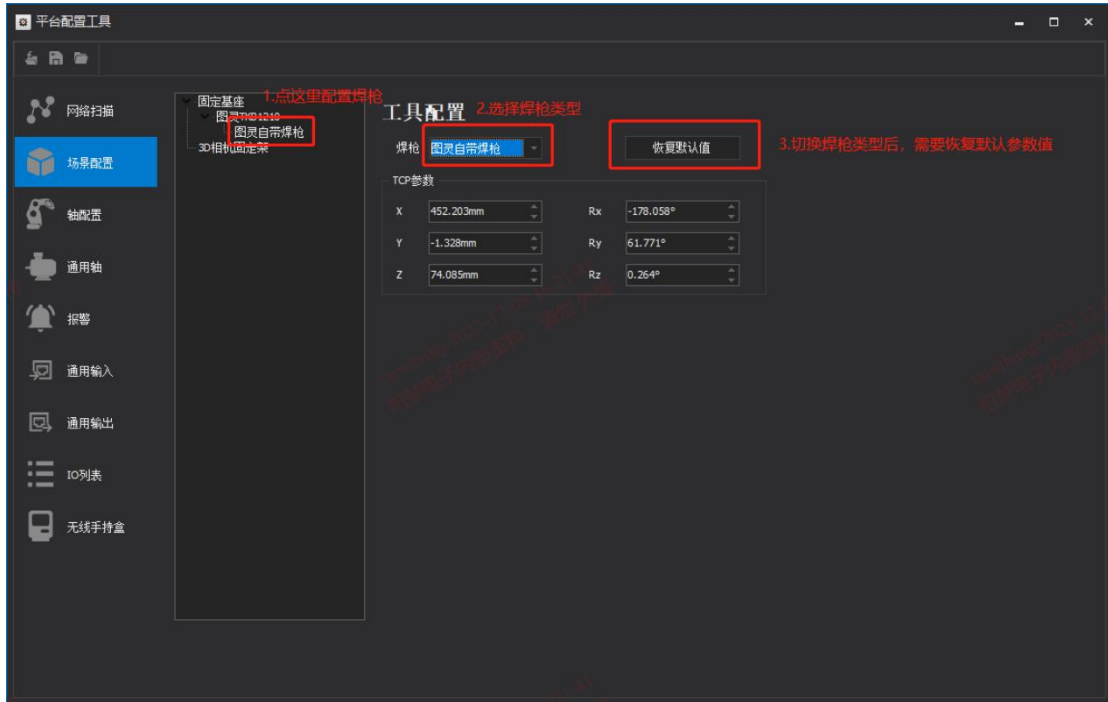 平台配置工具
网络扫描
场景配置
轴配置
通用轴
报警
通用输入
通用输出
IO列表
无线手持盒
固定基座
1.点这里配置焊枪
图灵
图灵自带焊枪
3D相机固定架
工具配置
2.选择焊枪类型
焊枪
图灵自带焊枪
恢复默认值
3.切换焊枪类型后，需要恢复默认参数值
TCP参数
X 452.203mm Rx -178.058°
Y -1.328mm Ry 61.771°
Z 74.085mm Rz 0.264°